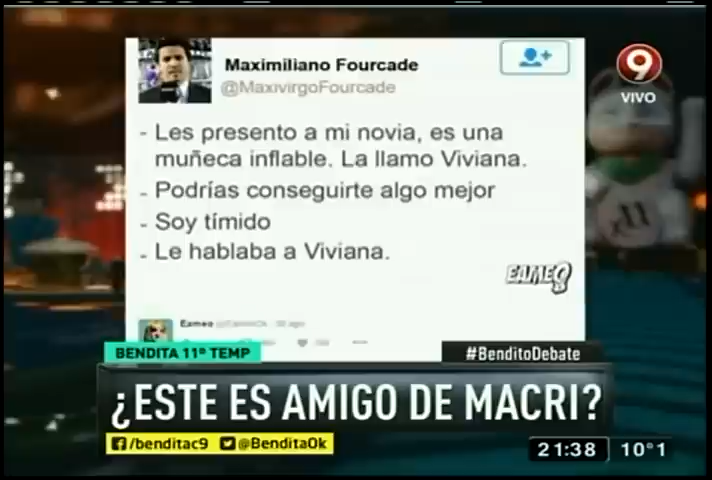 Maximiliano Fourcade
@MaxivirgoFourcade
9
VIVO
- Les presento a mi novia, es una
muñeca inflable. La llamo Viviana.
- Podrías conseguirte algo mejor
- Soy tímido
- Le hablaba a Viviana.
EAMEO
Eameo
BENDITA 11º TEMP
#BenditoDebate
¿ESTE ES AMIGO DE MACRI?
/benditac9 @BenditaOk
21:38 10°1